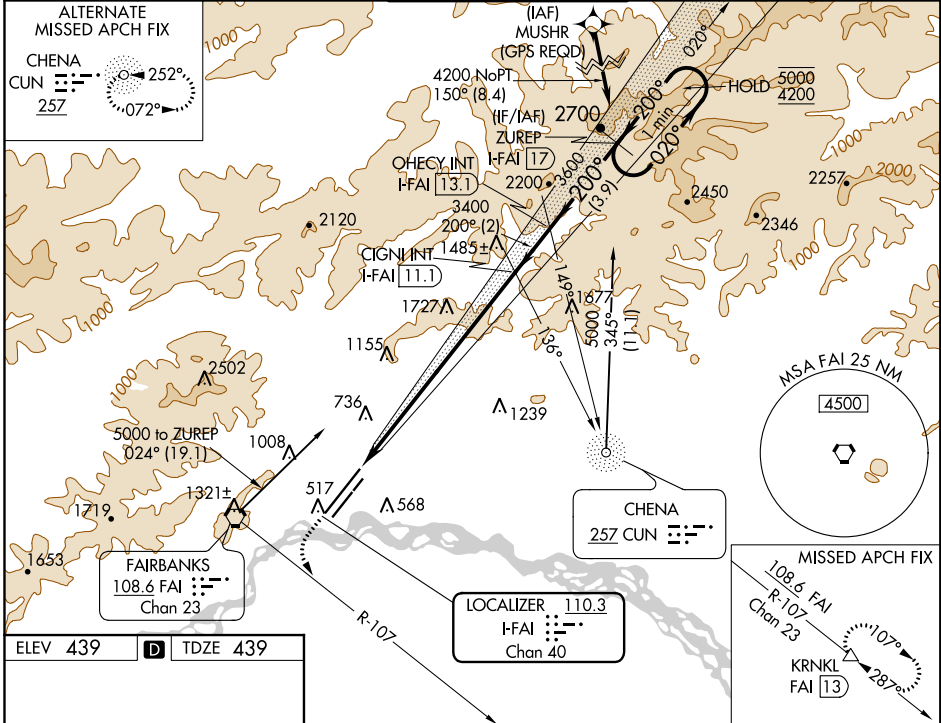 ALTERNATE
MISSED APCH FIX
CHENA
CUN
257
252°
072°
1000
(IAF)
MUSHR
(GPS REQD)
4200 NoPT
150° (8.4)
2700
(IF/IAF)
ZUREP
I-FAI 17
020°
200°
1 min
020°
HOLD
5000
4200
1000
OHECY INT
I-FAI 13.1
2200
3600
200°
(3.9)
2450
2257
2000
2346
3400
200° (2)
1485±
2120
CIGNI INT
I-FAI 11.1
1000
1727
149°
1677
136°
5000
345°
(11.1)
1000
1155
1000
2502
MSA FAI 25 NM
4500
736
1239
5000 to ZUREP
024° (19.1)
1008
1321±
517
568
1719
1653
CHENA
257 CUN
FAIRBANKS
108.6 FAI
Chan 23
R-107
LOCALIZER 110.3
I-FAI
Chan 40
MISSED APCH FIX
108.6 FAI
R-107
Chan 23
107°
287°
KRNKL
FAI 13
ELEV 439
D
TDZE 439